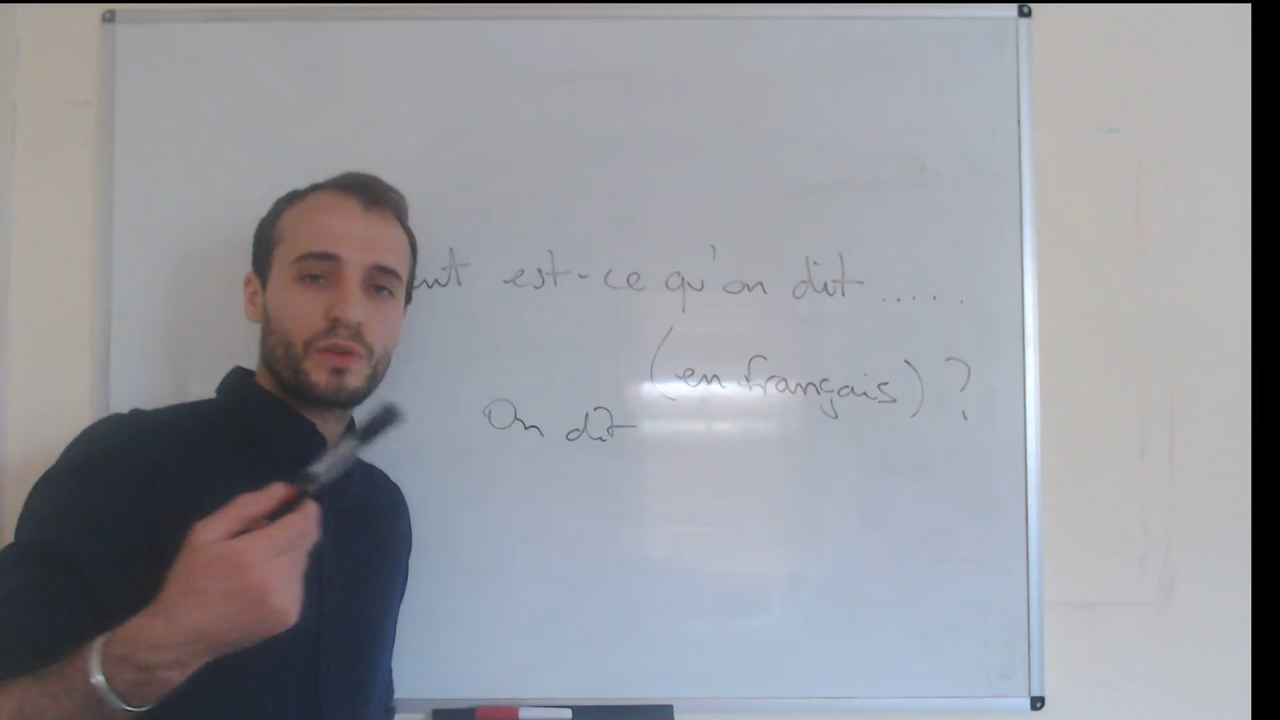 est-ce qu'on dit .....
(en français) ?
On dit